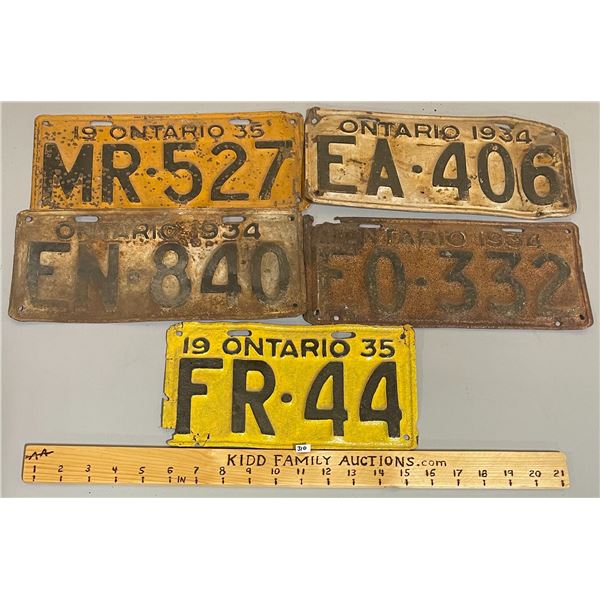 19 ONTARIO 35
MR·527
ONTARIO 1934
EA·406
ONTARIO 1934
EN·840
ONTARIO 1934
FO·332
19 ONTARIO 35
FR·44
310
KIDD FAMILY AUCTIONS.com
1 2 3 4 5 6 7 8 9 10 11 12 13 14 15 16 17 18 19 20 21
IN